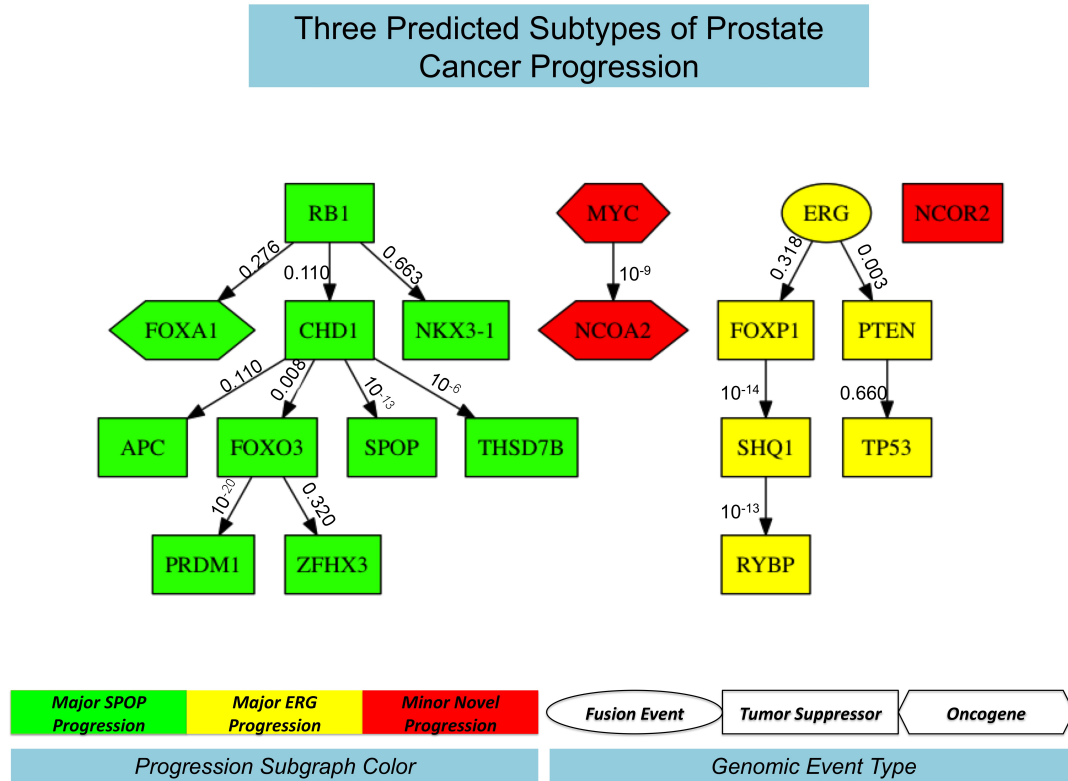 Three Predicted Subtypes of Prostate
Cancer Progression
RB1
MYC
ERG
NCOR2
0.276
0.110
0.663
10-9
0.318
0.003
FOXA1
CHD1
NKX3-1
NCOA2
FOXP1
PTEN
0.110
0.008
10-13
10-6
10-14
0.660
APC
FOXO3
SPOP
THSD7B
SHQ1
TP53
10-20
0.320
10-13
PRDM1
ZFHX3
RYBP
Major SPOP
Progression
Major ERG
Progression
Minor Novel
Progression
Fusion Event
Tumor Suppressor
Oncogene
Progression Subgraph Color
Genomic Event Type